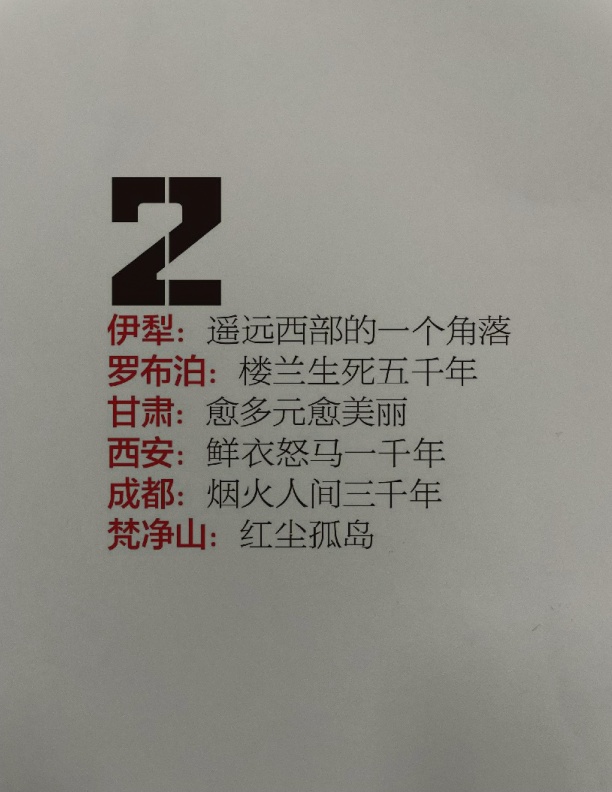 2
伊犁：遥远西部的一个角落
罗布泊：楼兰生死五千年
甘肃：愈多元愈美丽
西安：鲜衣怒马一千年
成都：烟火人间三千年
梵净山：红尘孤岛